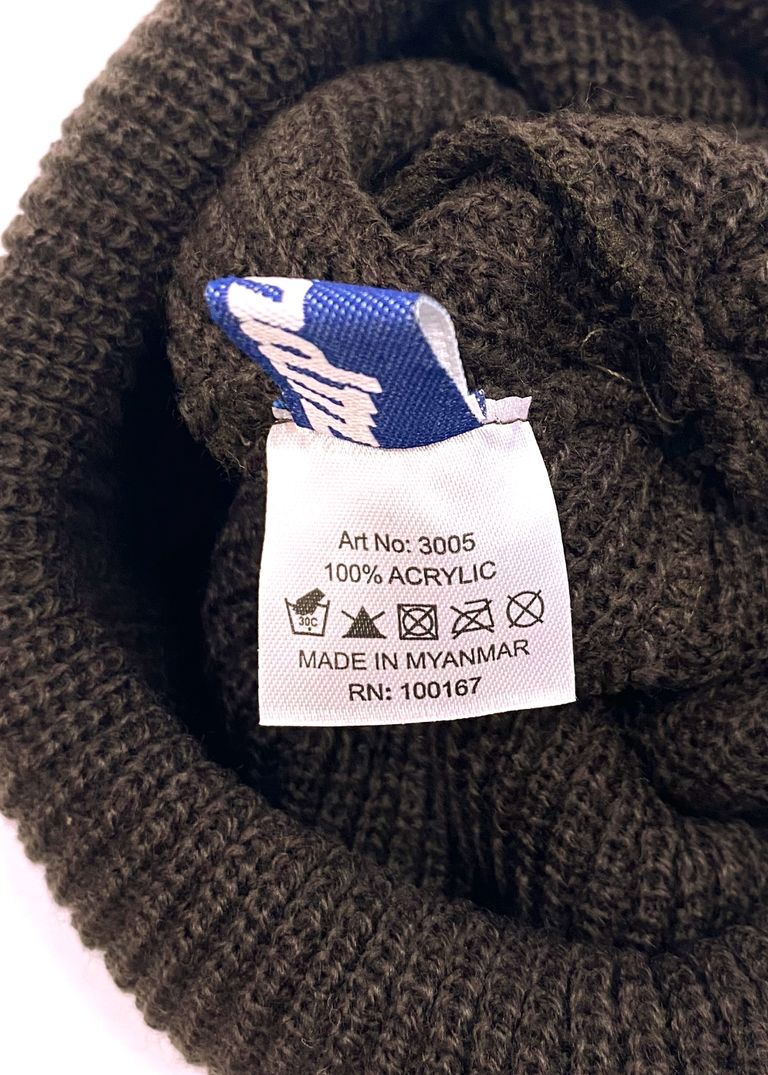 Art No: 3005
100% ACRYLIC
30C
MADE IN MYANMAR
RN: 100167